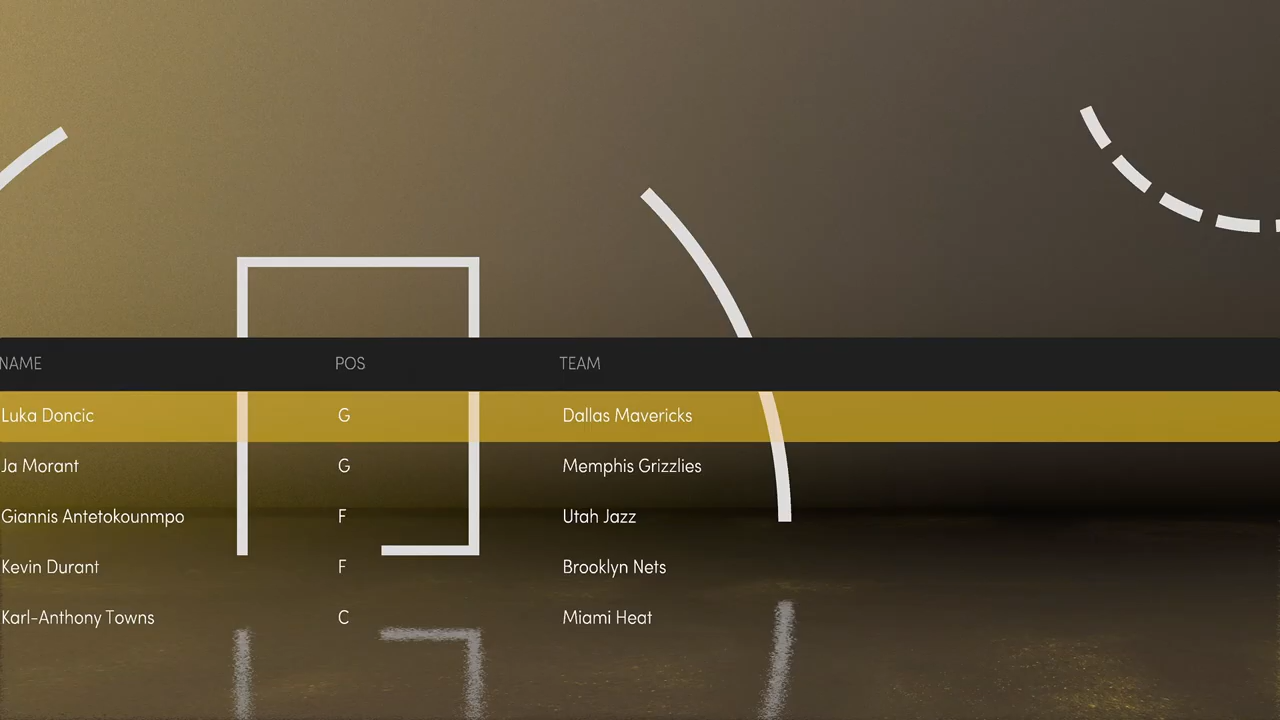 NAME POS TEAM
Luka Doncic G Dallas Mavericks
Ja Morant G Memphis Grizzlies
Giannis Antetokounmpo F Utah Jazz
Kevin Durant F Brooklyn Nets
Karl-Anthony Towns C Miami Heat